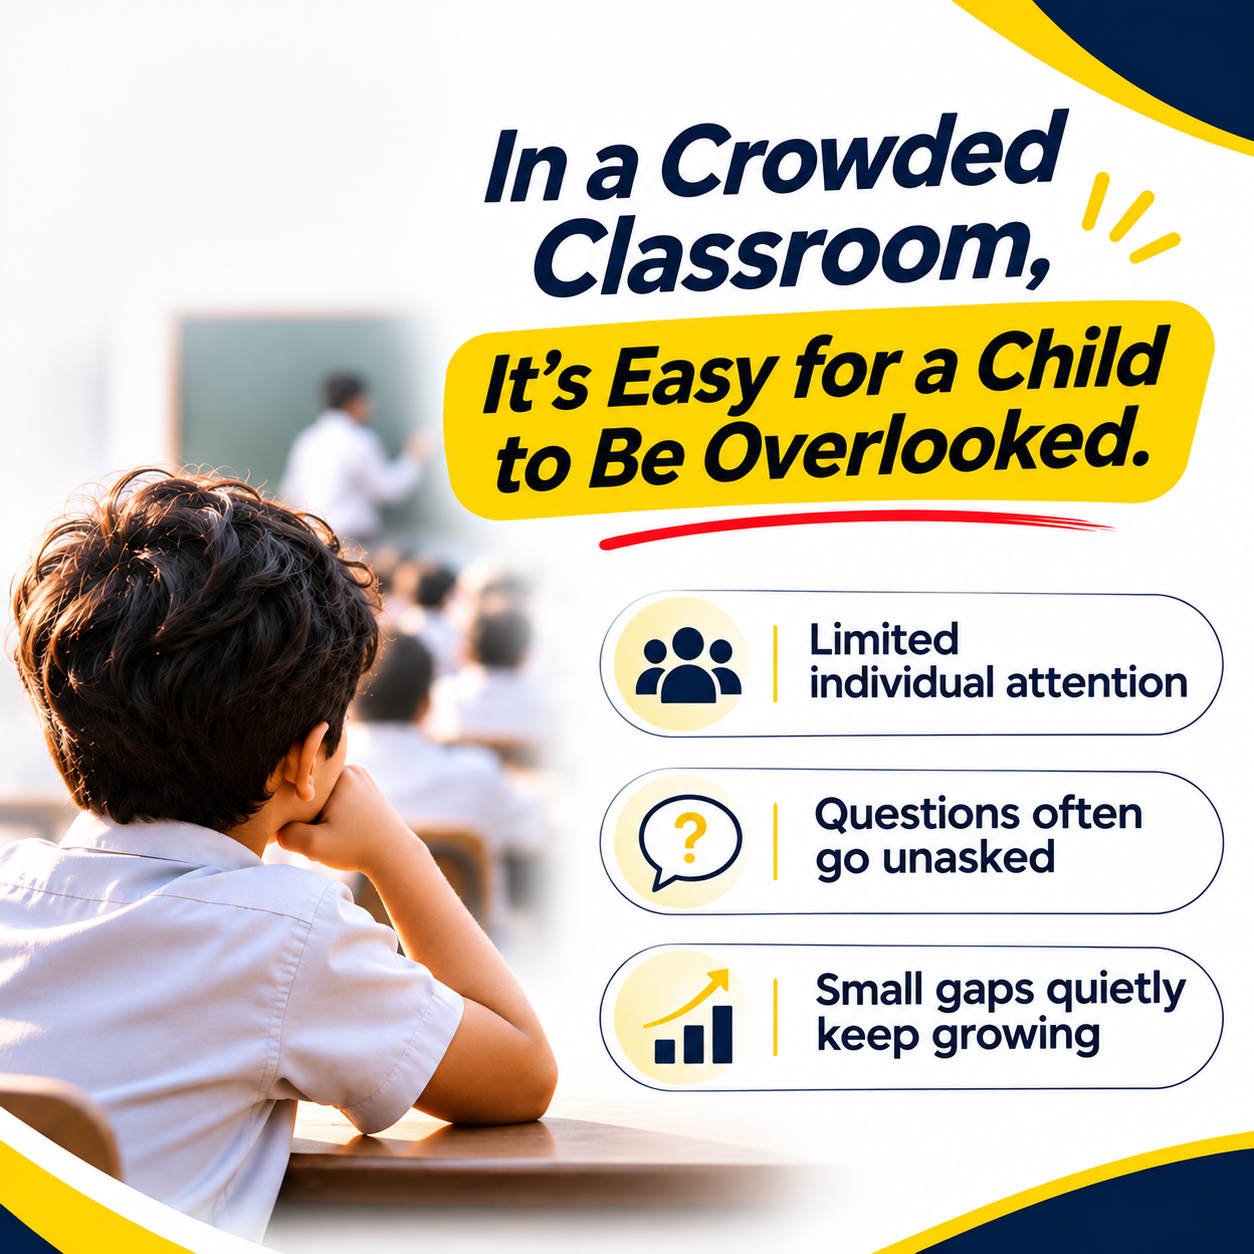 In a Crowded
Classroom,
It's Easy for a Child
to Be Overlooked.
Limited
individual attention
?
Questions often
go unasked
Small gaps quietly
keep growing